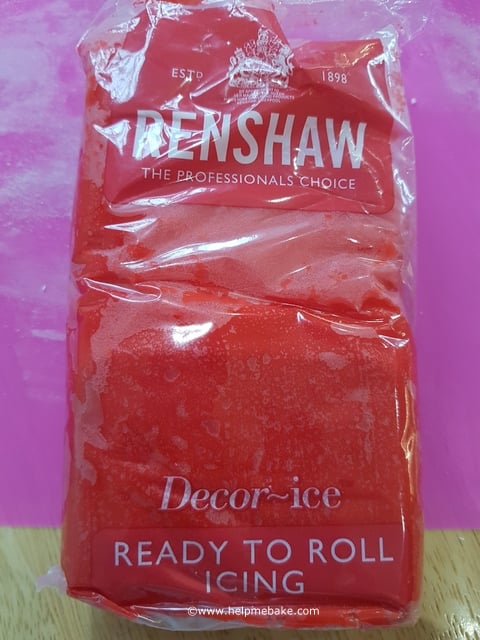 ESTD 1898
RENSHAW
THE PROFESSIONALS CHOICE
Decor~ice
READY TO ROLL
ICING
©www.helpmebake.com